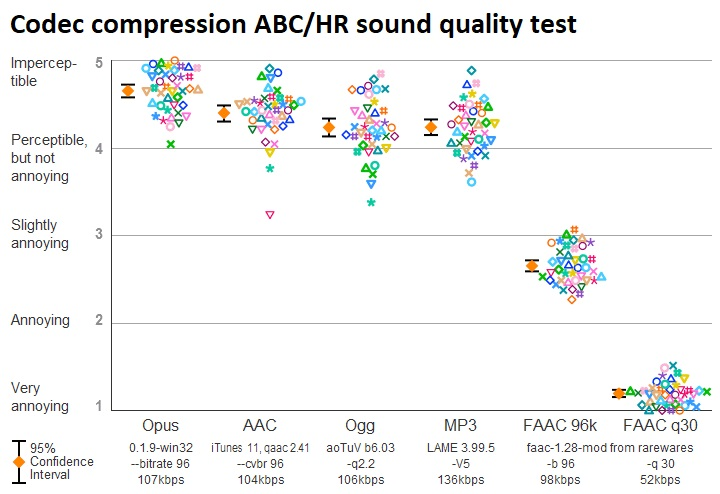 Codec compression ABC/HR sound quality test
Impercep-
tible
5
Perceptible,
but not
annoying
4
Slightly
annoying
3
Annoying
2
Very
annoying
1
Opus AAC Ogg MP3 FAAC 96k FAAC q30
95%
Confidence
Interval
0.1.9-win32 iTunes 11, qaac 2.41 aoTuV b6.03 LAME 3.99.5 faac-1.28-mod from rarewares
--bitrate 96 --cvbr 96 -q2.2 -V5 -b 96 -q 30
107kbps 104kbps 106kbps 136kbps 98kbps 52kbps